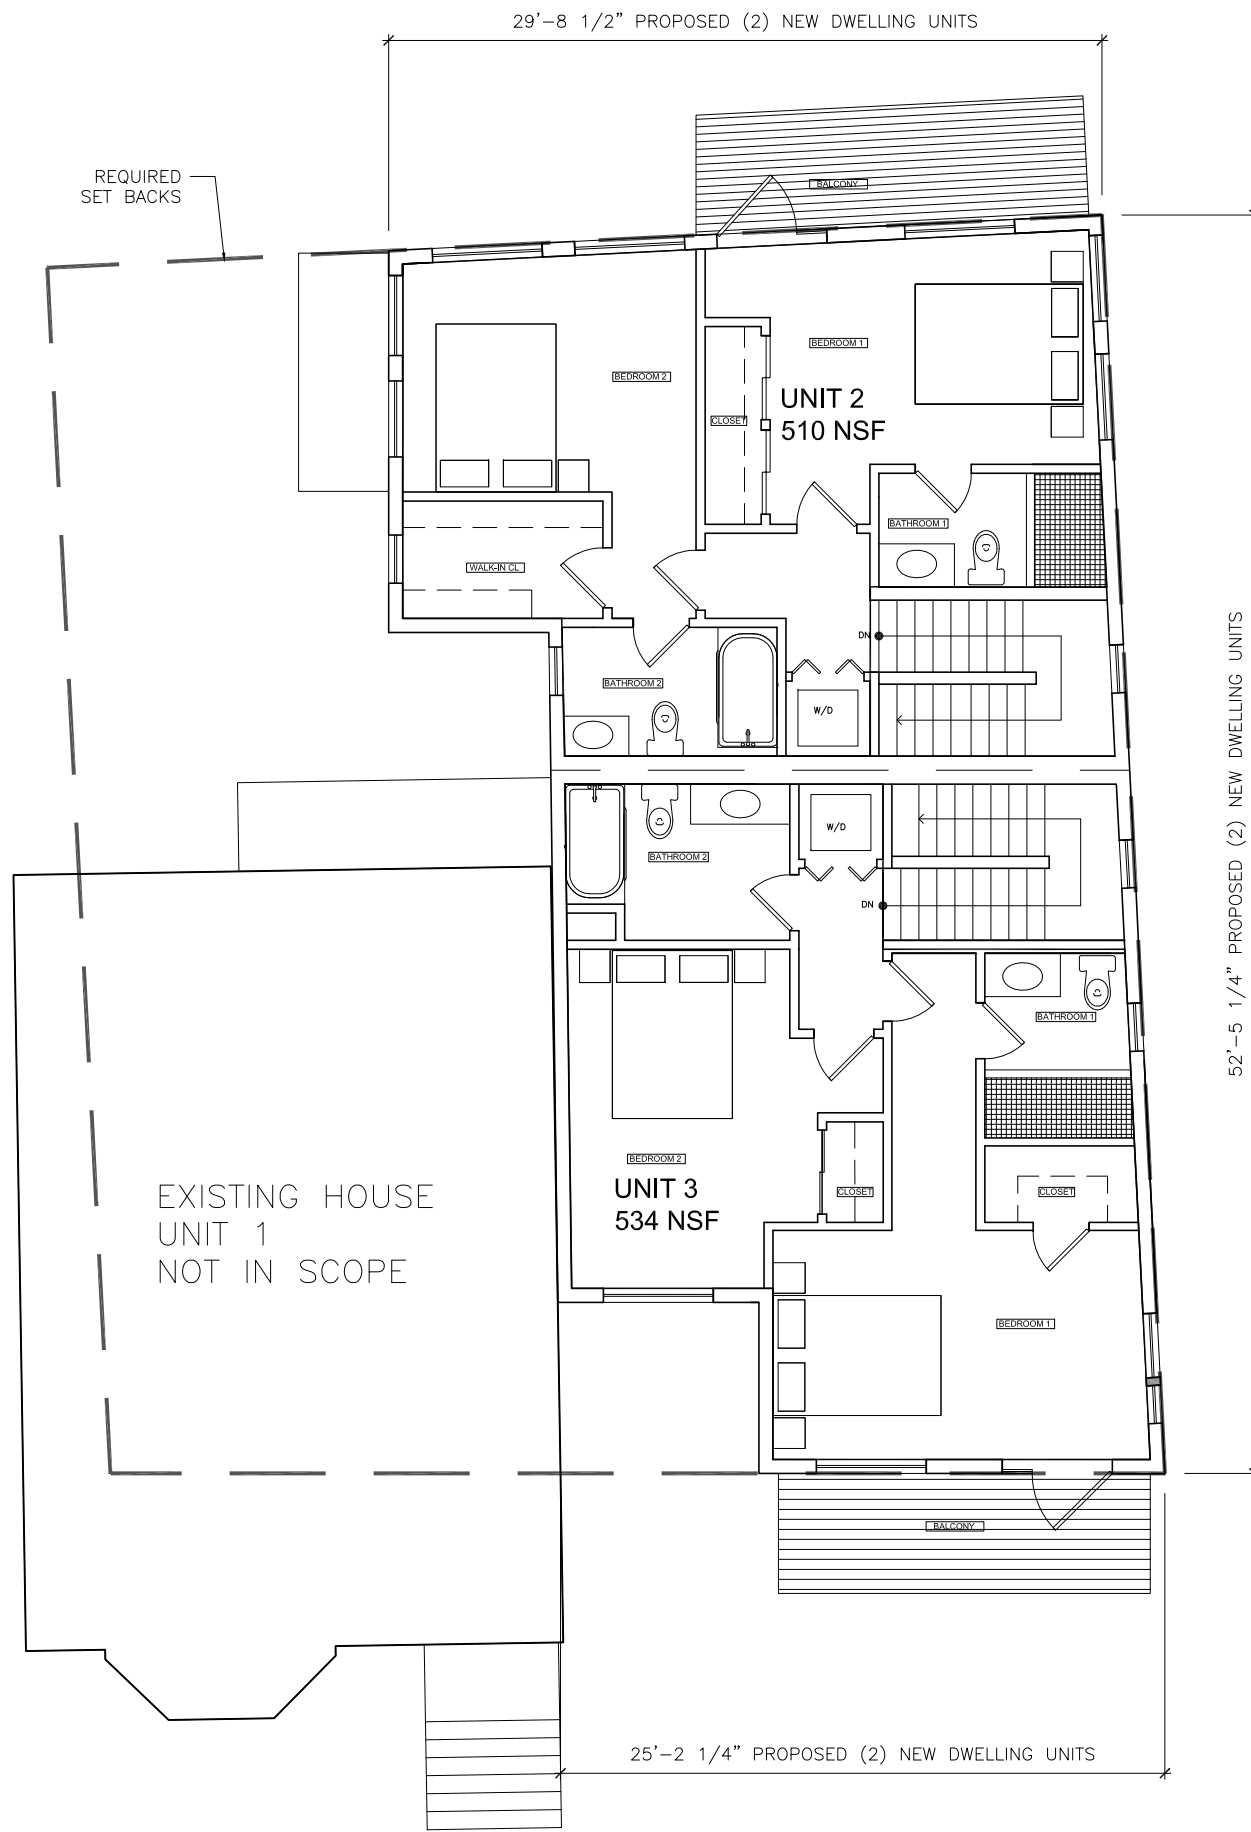 29'-8 1/2" PROPOSED (2) NEW DWELLING UNITS
REQUIRED
SET BACKS
BALCONY
BEDROOM 1
BEDROOM 2
UNIT 2
510 NSF
CLOSET
BATHROOM 1
WALK-IN CL
DN
BATHROOM 2
W/D
52'-5 1/4" PROPOSED (2) NEW DWELLING UNITS
W/D
BATHROOM 2
DN
BATHROOM 1
BEDROOM 2
UNIT 3
534 NSF
CLOSET
CLOSET
EXISTING HOUSE
UNIT 1
NOT IN SCOPE
BEDROOM 1
BALCONY
25'-2 1/4" PROPOSED (2) NEW DWELLING UNITS